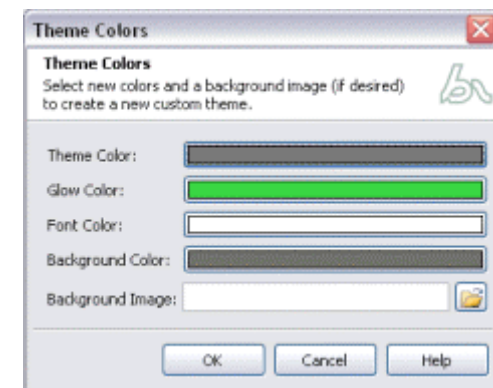 Theme Colors
Theme Colors
Select new colors and a background image (if desired)
to create a new custom theme.
Theme Color:
Glow Color:
Font Color:
Background Color:
Background Image:
OK Cancel Help